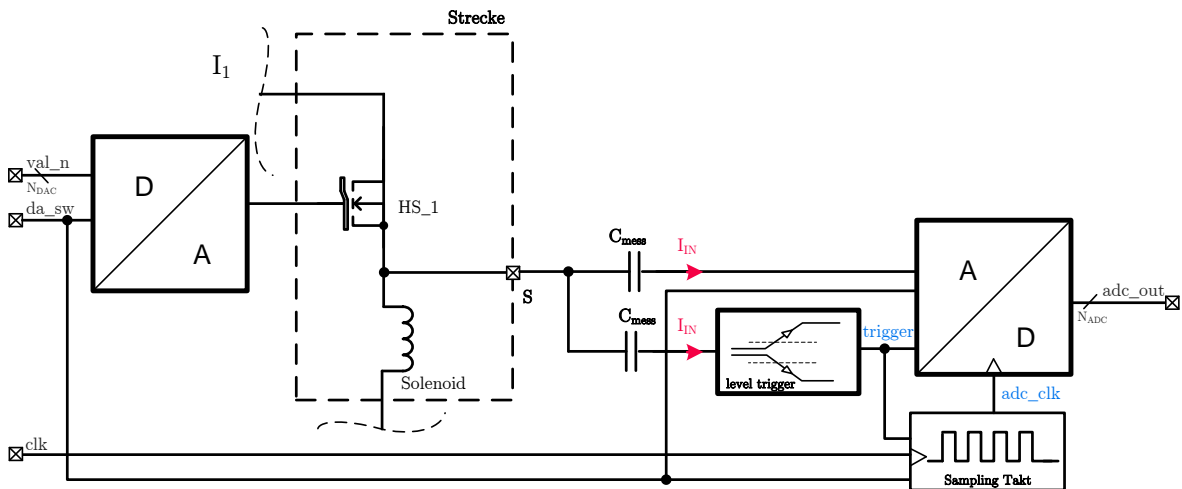 Strecke
I1
val_n
NDAC
da_sw
D
A
HS_1
Cmess
IIN
S
Cmess
IIN
A
D
adc_out
NADC
trigger
level trigger
adc_clk
Solenoid
clk
Sampling Takt